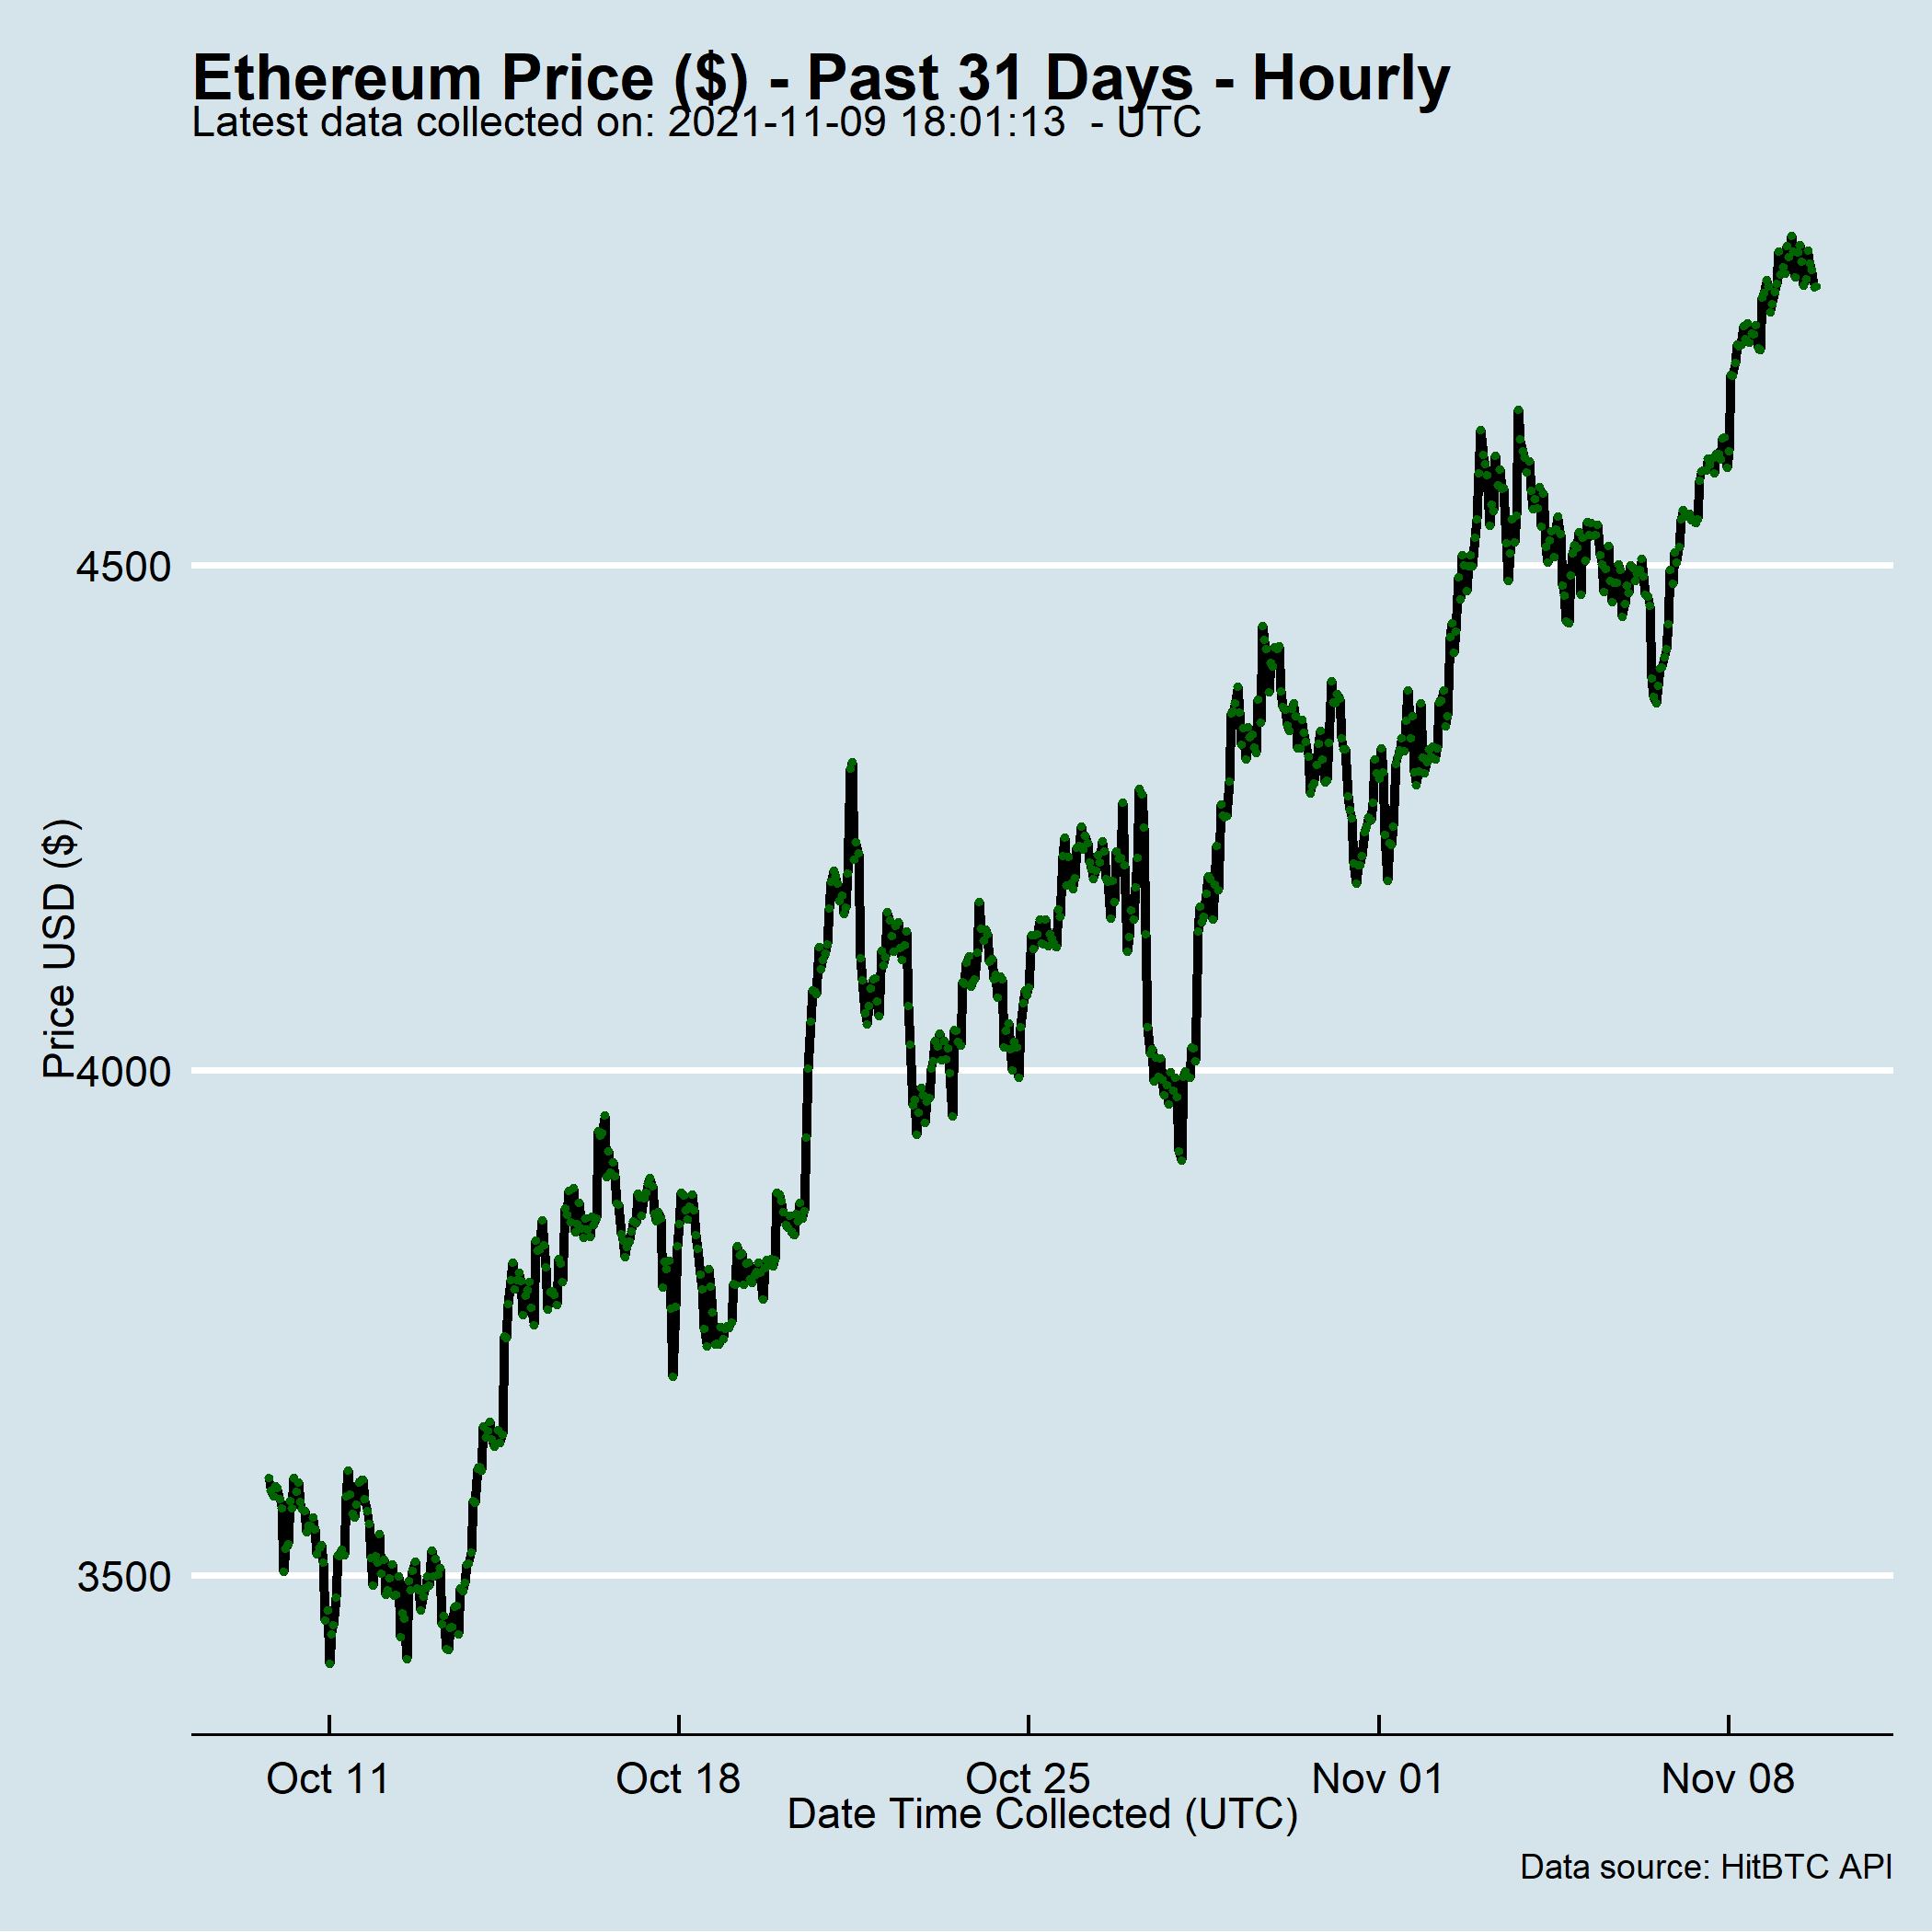 Ethereum Price ($) - Past 31 Days - Hourly
Latest data collected on: 2021-11-09 18:01:13  - UTC
4500
4000
3500
Price USD ($)
Oct 11
Oct 18
Oct 25
Nov 01
Nov 08
Date Time Collected (UTC)
Data source: HitBTC API